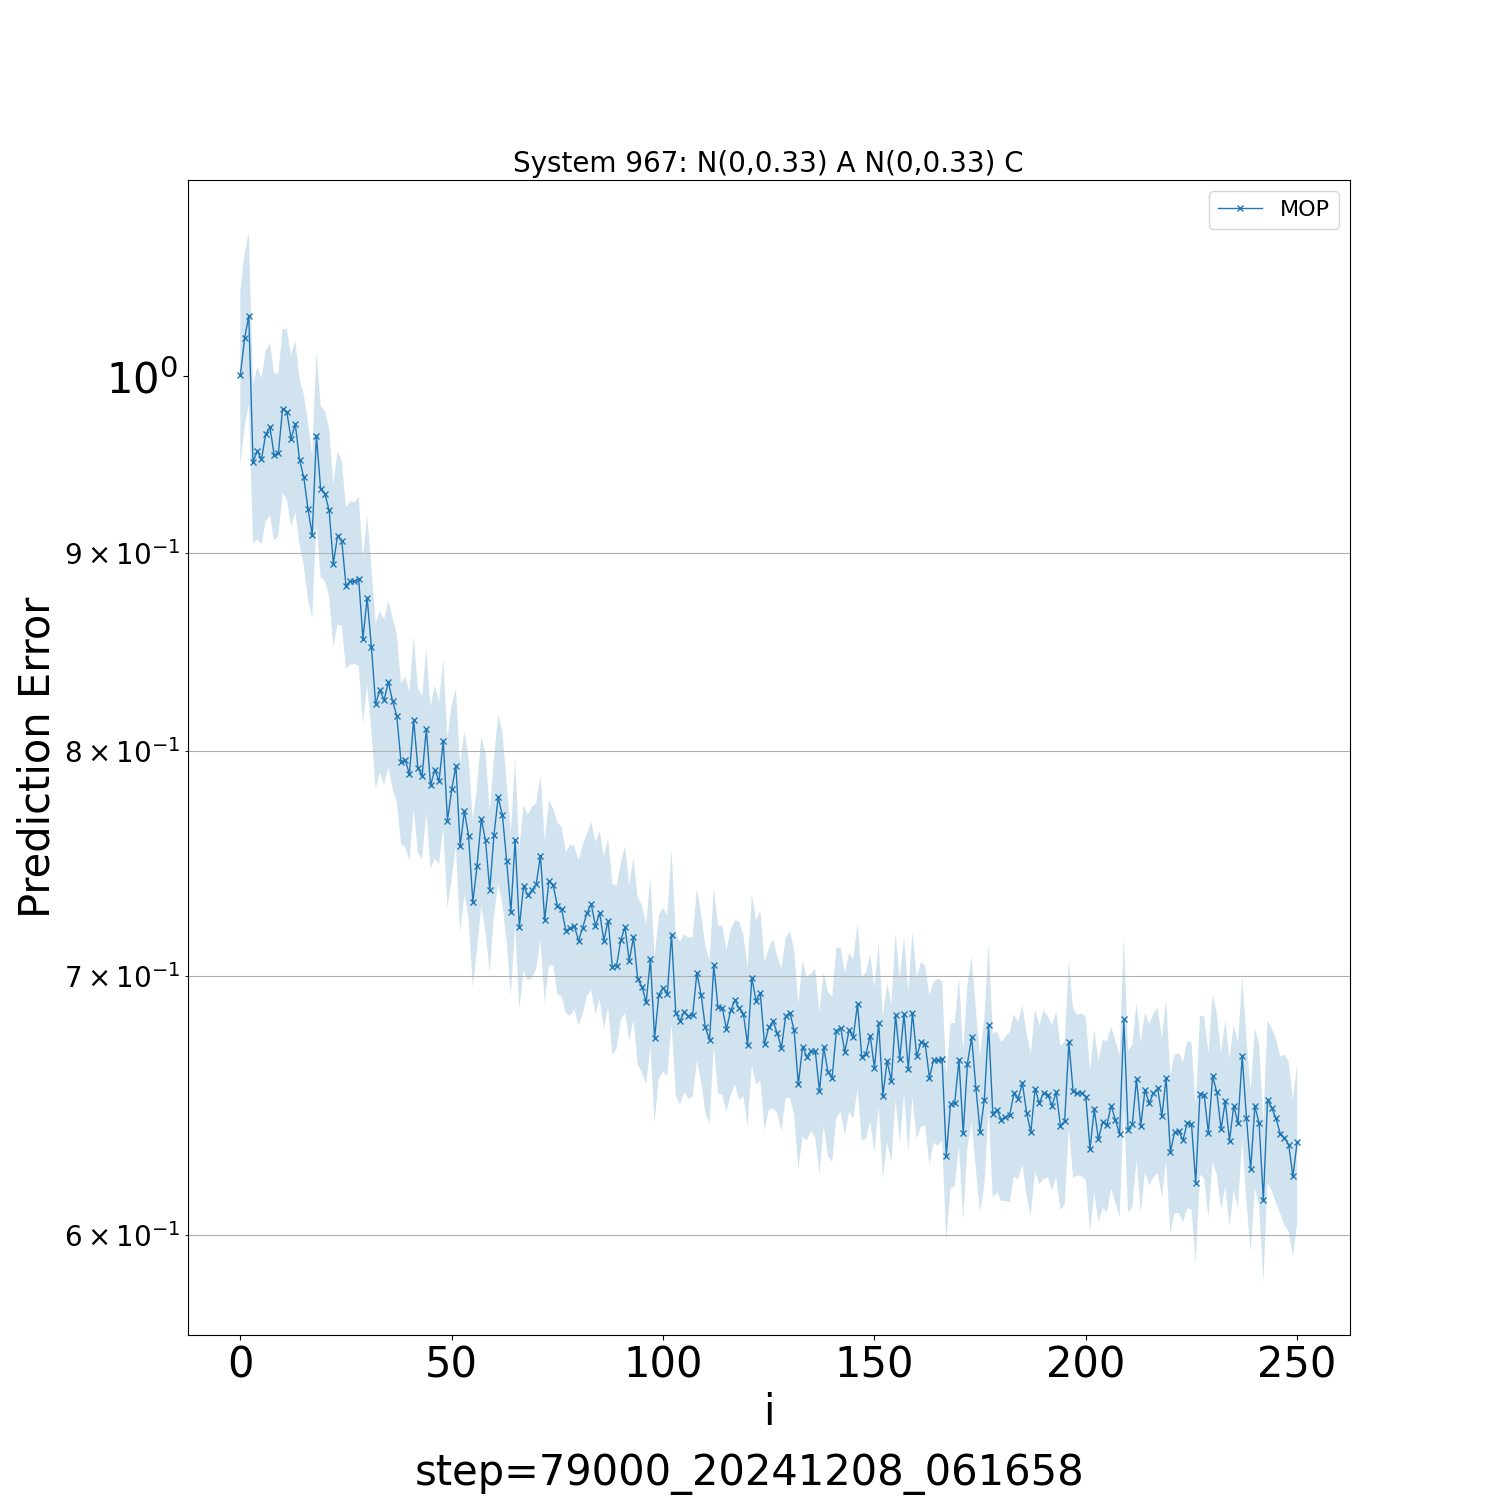 System 967: N(0,0.33) A N(0,0.33) C
MOP
10⁰
9 × 10⁻¹
8 × 10⁻¹
7 × 10⁻¹
6 × 10⁻¹
Prediction Error
0 50 100 150 200 250
i
step=79000_20241208_061658